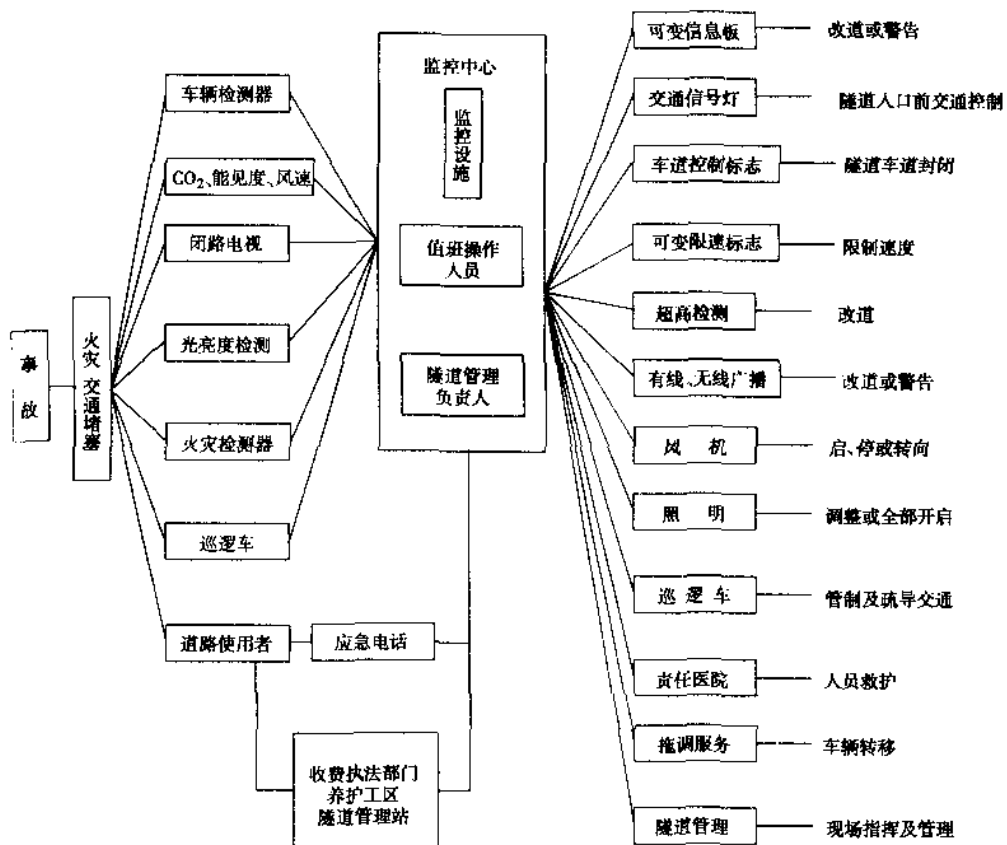 事故
火灾 交通堵塞
车辆检测器
CO₂、能见度、风速
闭路电视
光亮度检测
火灾检测器
巡逻车
道路使用者
应急电话
收费执法部门
养护工区
隧道管理站
监控中心
监控设施
值班操作
人员
隧道管理
负责人
可变信息板
改道或警告
交通信号灯
隧道入口前交通控制
车道控制标志
隧道车道封闭
可变限速标志
限制速度
超高检测
改道
有线、无线广播
改道或警告
风 机
启、停或转向
照 明
调整或全部开启
巡 逻 车
管制及疏导交通
责任医院
人员救护
拖调服务
车辆转移
隧道管理
现场指挥及管理